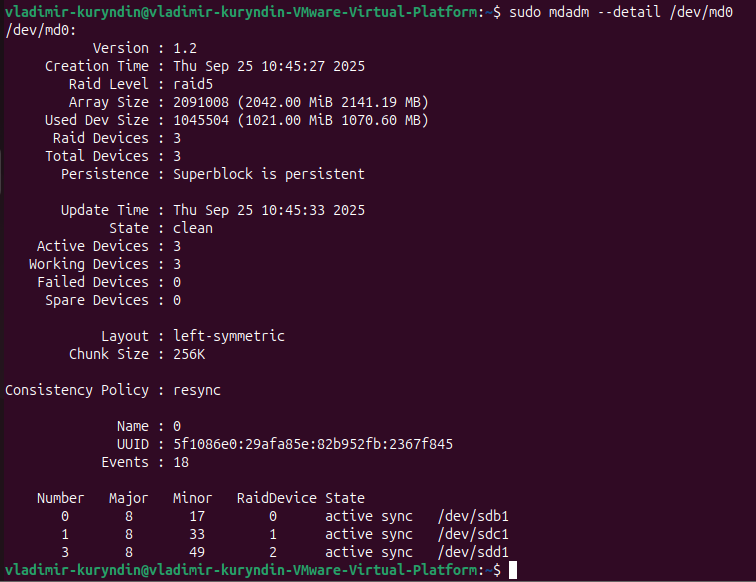 vladimir-kuryndin@vladimir-kuryndin-VMware-Virtual-Platform:~$ sudo mdadm --detail /dev/md0
/dev/md0:
Version : 1.2
Creation Time : Thu Sep 25 10:45:27 2025
Raid Level : raid5
Array Size : 2091008 (2042.00 MiB 2141.19 MB)
Used Dev Size : 1045504 (1021.00 MiB 1070.60 MB)
Raid Devices : 3
Total Devices : 3
Persistence : Superblock is persistent
Update Time : Thu Sep 25 10:45:33 2025
State : clean
Active Devices : 3
Working Devices : 3
Failed Devices : 0
Spare Devices : 0
Layout : left-symmetric
Chunk Size : 256K
Consistency Policy : resync
Name : 0
UUID : 5f1086e0:29afa85e:82b952fb:2367f845
Events : 18
Number Major Minor RaidDevice State
0 8 17 0 active sync /dev/sdb1
1 8 33 1 active sync /dev/sdc1
3 8 49 2 active sync /dev/sdd1
vladimir-kuryndin@vladimir-kuryndin-VMware-Virtual-Platform:~$